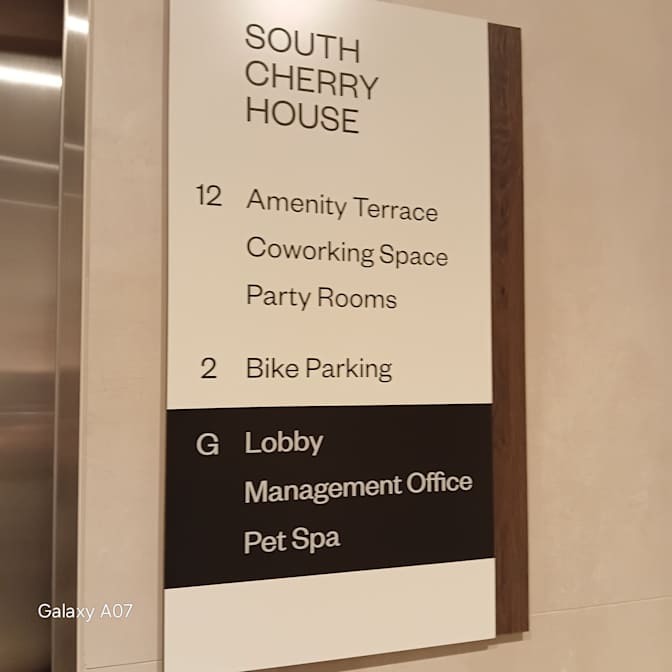 SOUTH
CHERRY
HOUSE
12 Amenity Terrace
Coworking Space
Party Rooms
2 Bike Parking
G Lobby
Management Office
Pet Spa
Galaxy A07